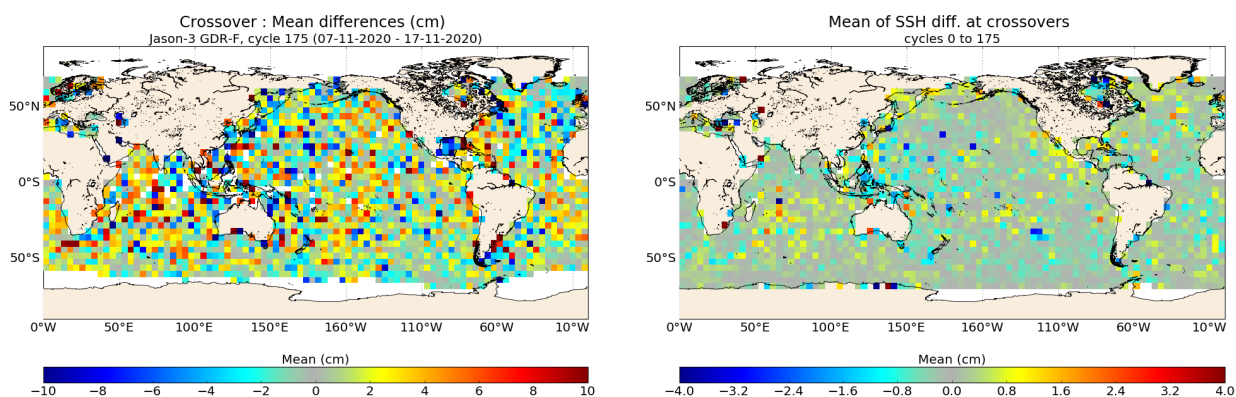 Crossover : Mean differences (cm)
Jason-3 GDR-F, cycle 175 (07-11-2020 - 17-11-2020)
50°N
0°S
50°S
0°W 50°E 100°E 150°E 160°W 110°W 60°W 10°W
Mean (cm)
−10 −8 −6 −4 −2 0 2 4 6 8 10
Mean of SSH diff. at crossovers
cycles 0 to 175
50°N
0°S
50°S
0°W 50°E 100°E 150°E 160°W 110°W 60°W 10°W
Mean (cm)
−4.0 −3.2 −2.4 −1.6 −0.8 0.0 0.8 1.6 2.4 3.2 4.0